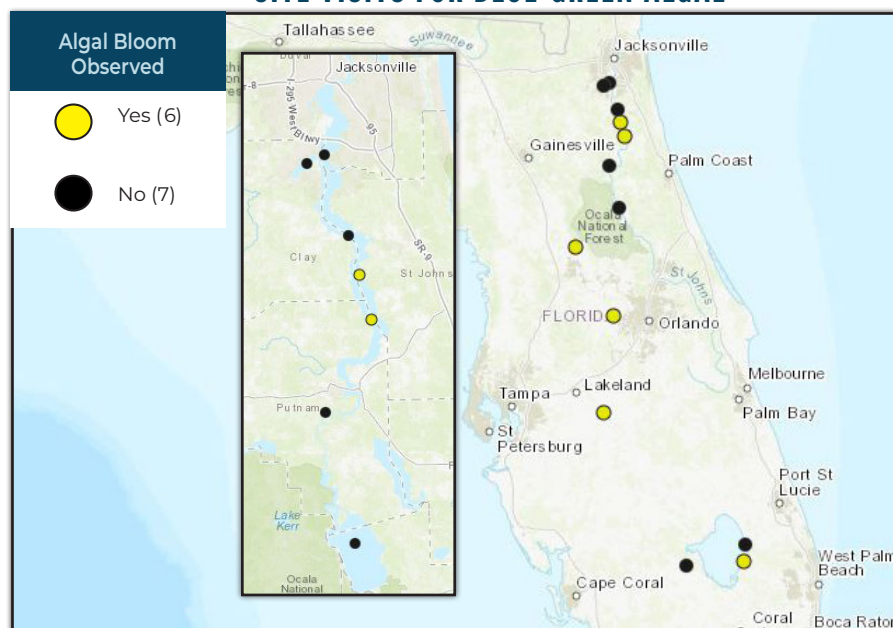 Algal Bloom
Observed
Yes (6)
No (7)
Tallahassee
Suwannee
Jacksonville
Gainesville
Palm Coast
Ocala
National
Forest
St Johns
FLORID
Orlando
Lakeland
Tampa
St
Petersburg
Melbourne
Palm Bay
Port St
Lucie
West Palm
Beach
Cape Coral
Coral
Boca Raton
Jacksonville
I-295 West Bltwy
95
SR-9
Clay
St Johns
Putnam
Lake
Kerr
Ocala
National